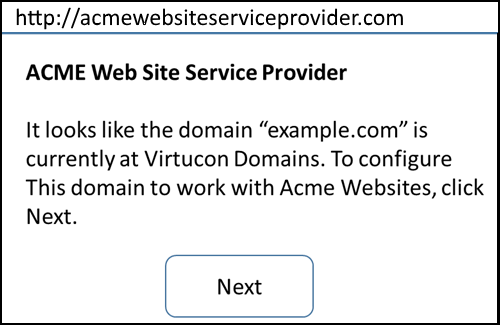 http://acmewebsiteserviceprovider.com
ACME Web Site Service Provider
It looks like the domain “example.com” is
currently at Virtucon Domains. To configure
This domain to work with Acme Websites, click
Next.
Next